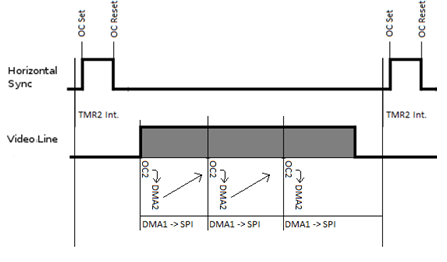 OC Set
OC Reset
OC Set
OC Reset
Horizontal
Sync
TMR2 Int.
TMR2 Int.
Video Line
OC2
DMA2
OC2
DMA2
OC2
DMA2
DMA1 -> SPI
DMA1 -> SPI
DMA1 -> SPI